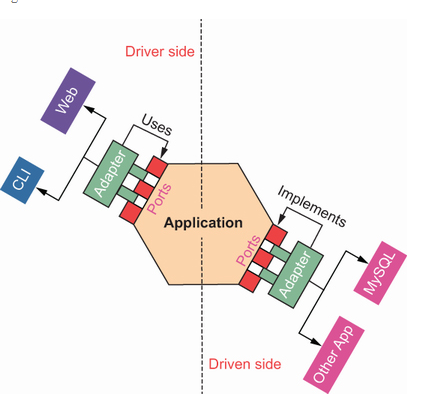 Driver side
Web
Uses
CLI
Adapter
Ports
Application
Implements
Ports
Adapter
MySQL
Driven side
Other App